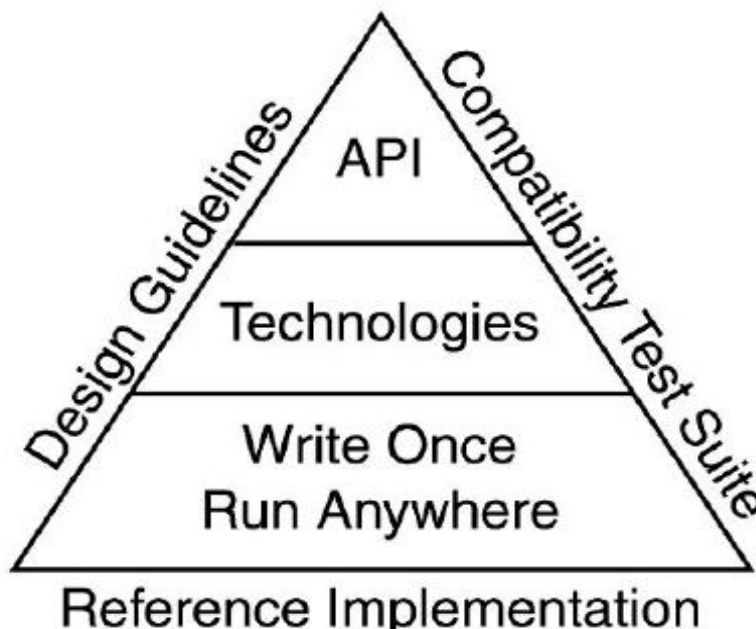 Design Guidelines
Compatibility Test Suite
API
Technologies
Write Once
Run Anywhere
Reference Implementation